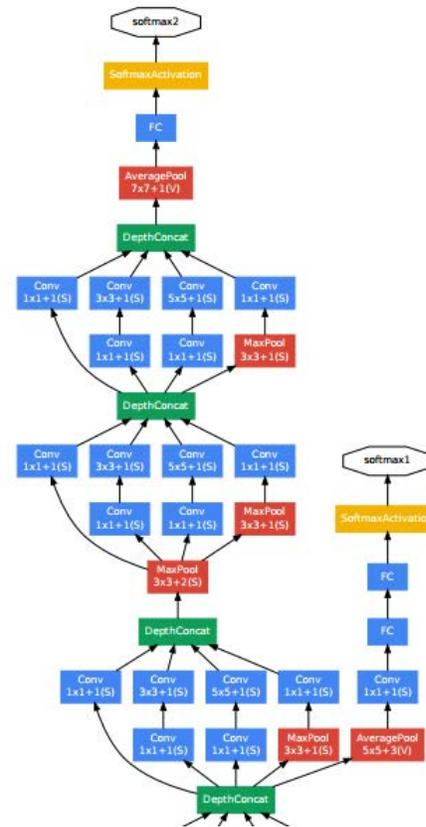 softmax2
SoftmaxActivation
FC
AveragePool
7x7+1(V)
DepthConcat
Conv Conv Conv Conv
1x1+1(S) 3x3+1(S) 5x5+1(S) 1x1+1(S)
Conv Conv MaxPool
1x1+1(S) 1x1+1(S) 3x3+1(S)
DepthConcat
Conv Conv Conv Conv
1x1+1(S) 3x3+1(S) 5x5+1(S) 1x1+1(S)
softmax1
Conv Conv MaxPool
1x1+1(S) 1x1+1(S) 3x3+1(S)
SoftmaxActivatio
MaxPool
3x3+2(S)
FC
DepthConcat
FC
Conv Conv Conv Conv Conv
1x1+1(S) 3x3+1(S) 5x5+1(S) 1x1+1(S) 1x1+1(S)
Conv Conv MaxPool AveragePool
1x1+1(S) 1x1+1(S) 3x3+1(S) 5x5+3(V)
DepthConcat